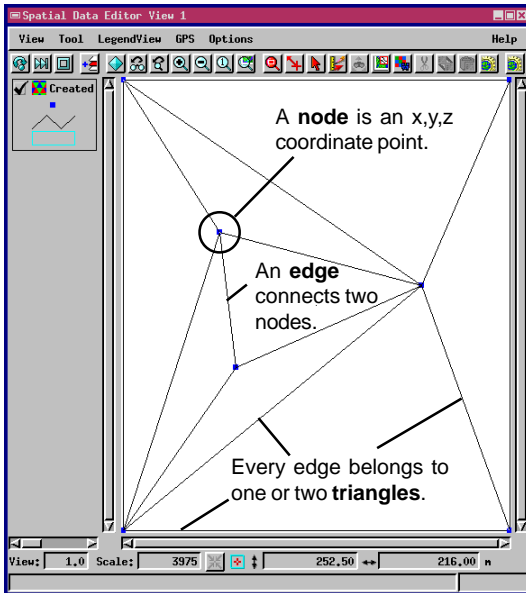 Spatial Data Editor View 1
View Tool LegendView GPS Options Help
Created
A node is an x,y,z
coordinate point.
An edge
connects two
nodes.
Every edge belongs to
one or two triangles.
View: 1.0 Scale: 3975 252.50 216.00 m